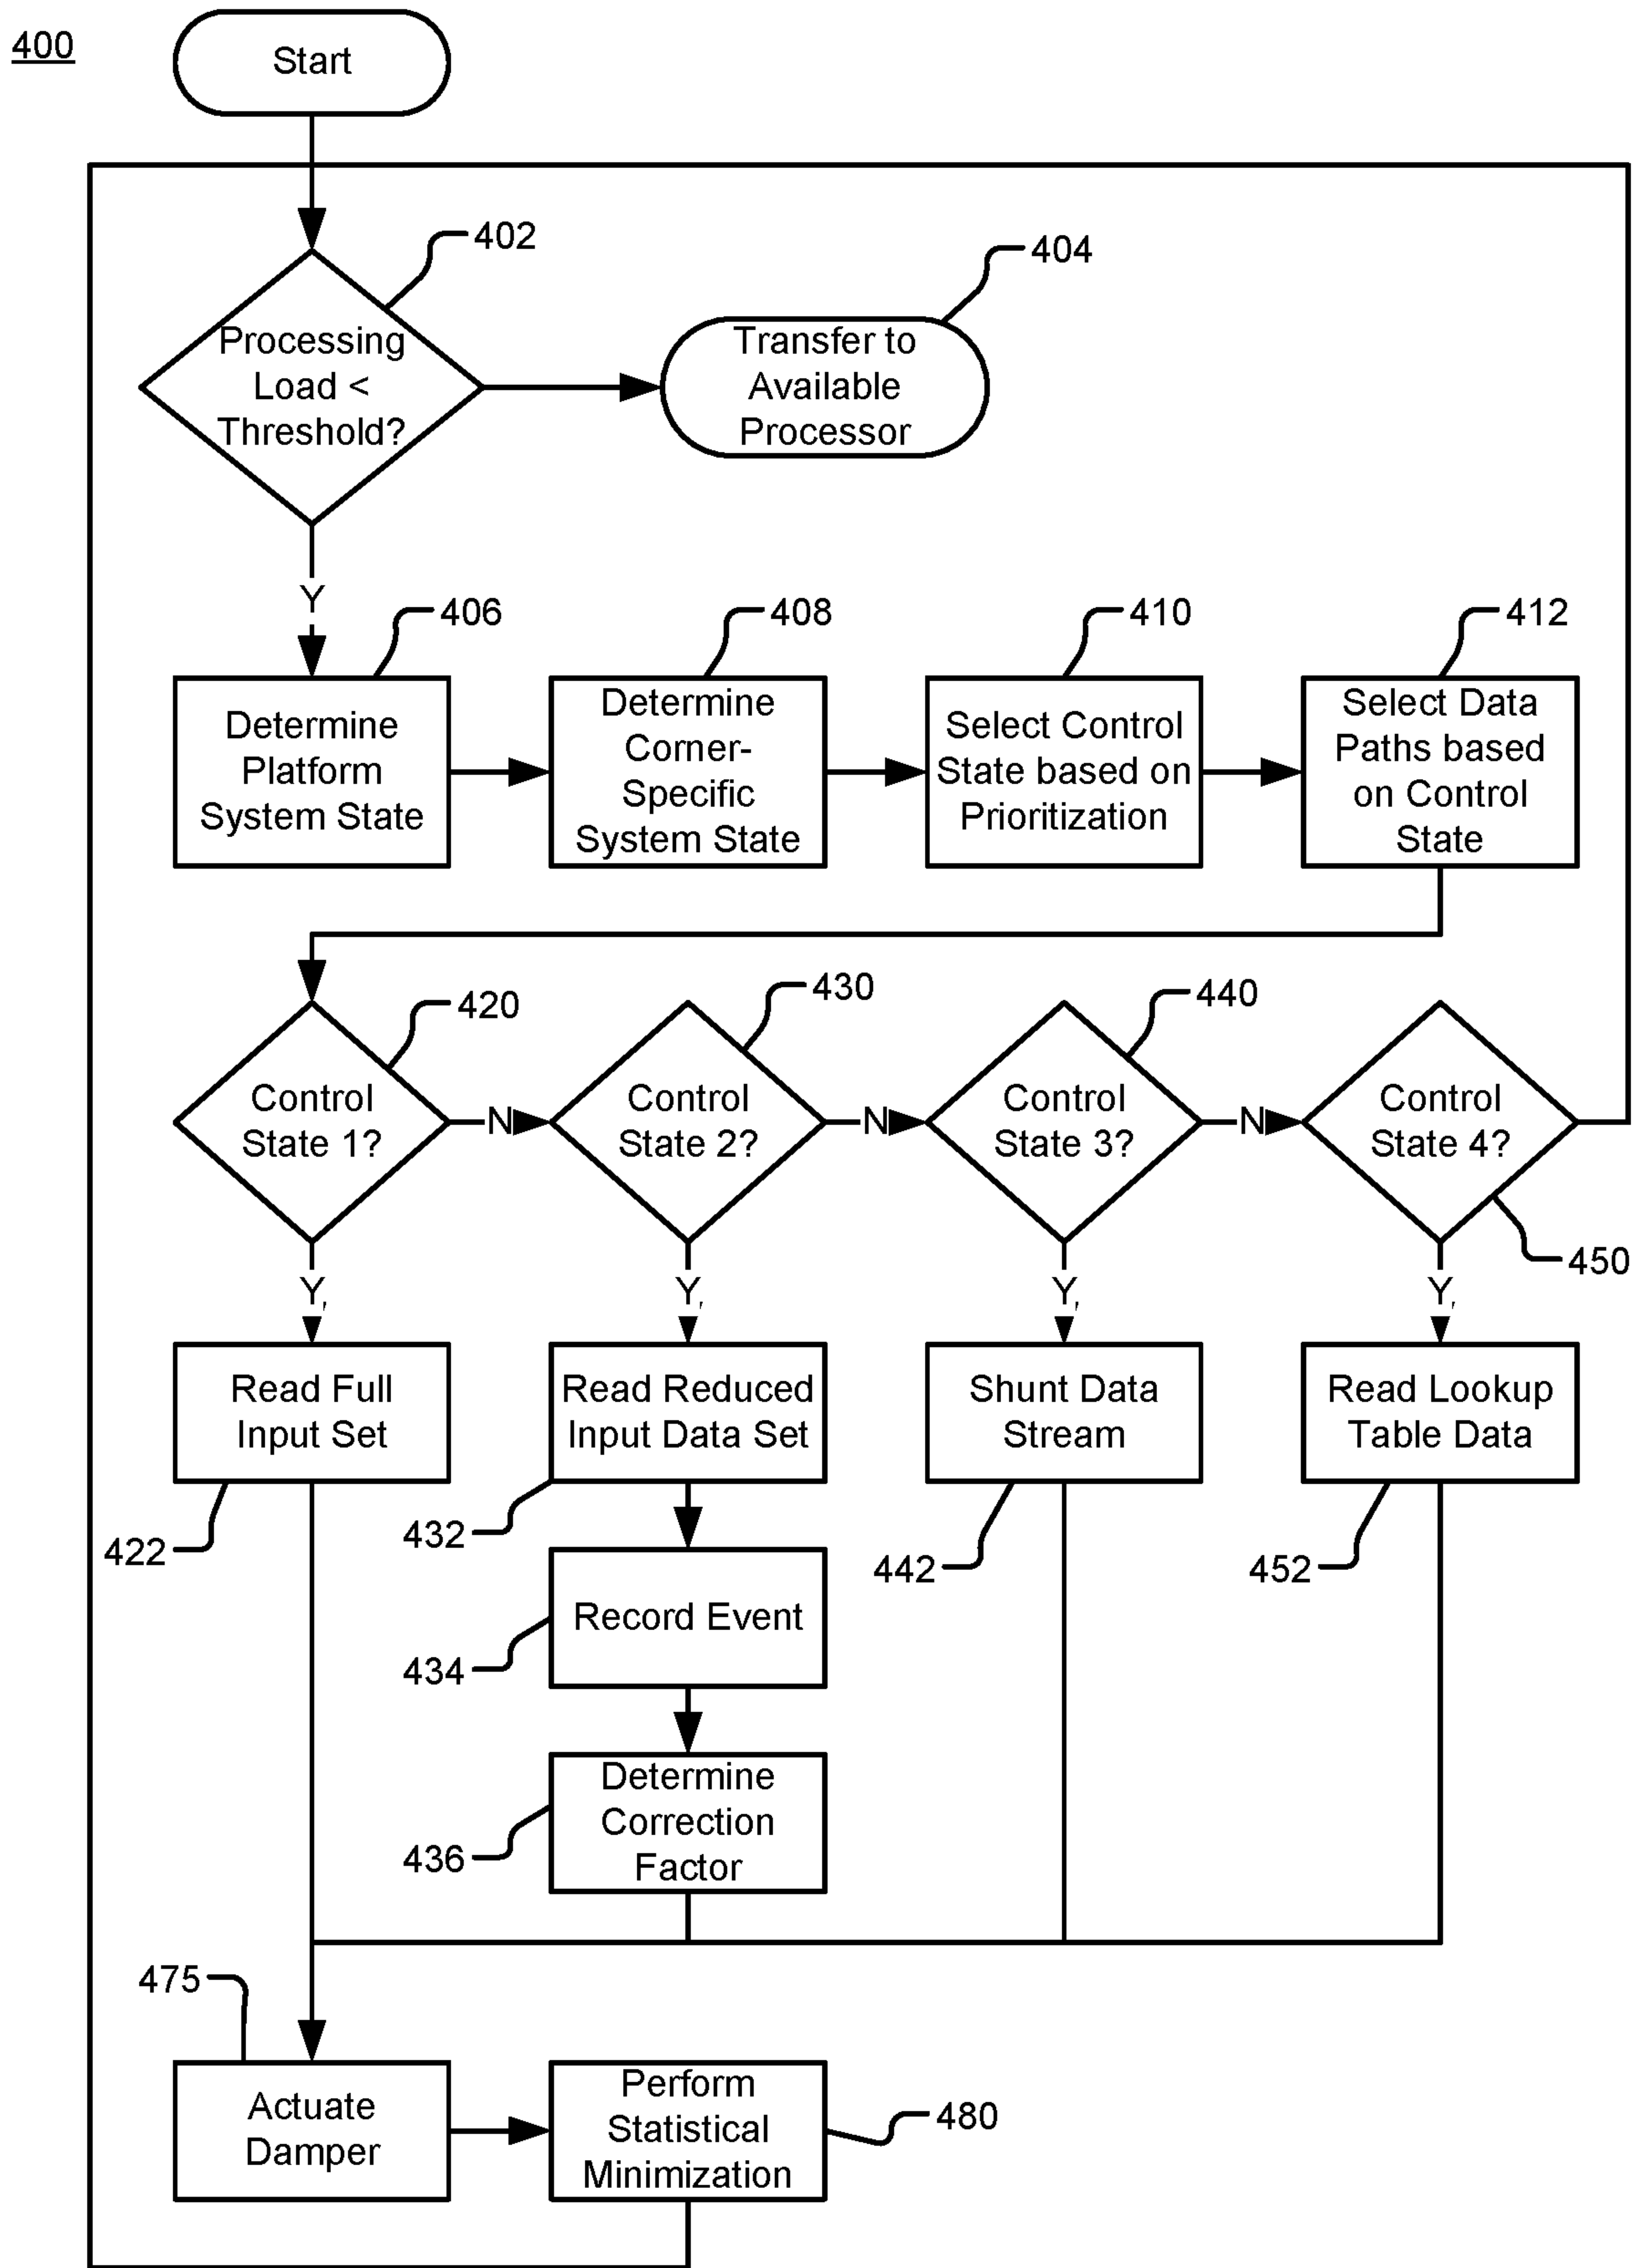 400
Start
402
Processing
Load <
Threshold?
404
Transfer to
Available
Processor
Y
406
Determine
Platform
System State
408
Determine
Corner-
Specific
System State
410
Select Control
State based on
Prioritization
412
Select Data
Paths based
on Control
State
420
Control
State 1?
N
430
Control
State 2?
N
440
Control
State 3?
N
Control
State 4?
450
Y
Y
Y
Y
Read Full
Input Set
422
Read Reduced
Input Data Set
432
Shunt Data
Stream
442
Read Lookup
Table Data
452
Record Event
434
Determine
Correction
Factor
436
475
Actuate
Damper
Perform
Statistical
Minimization
480